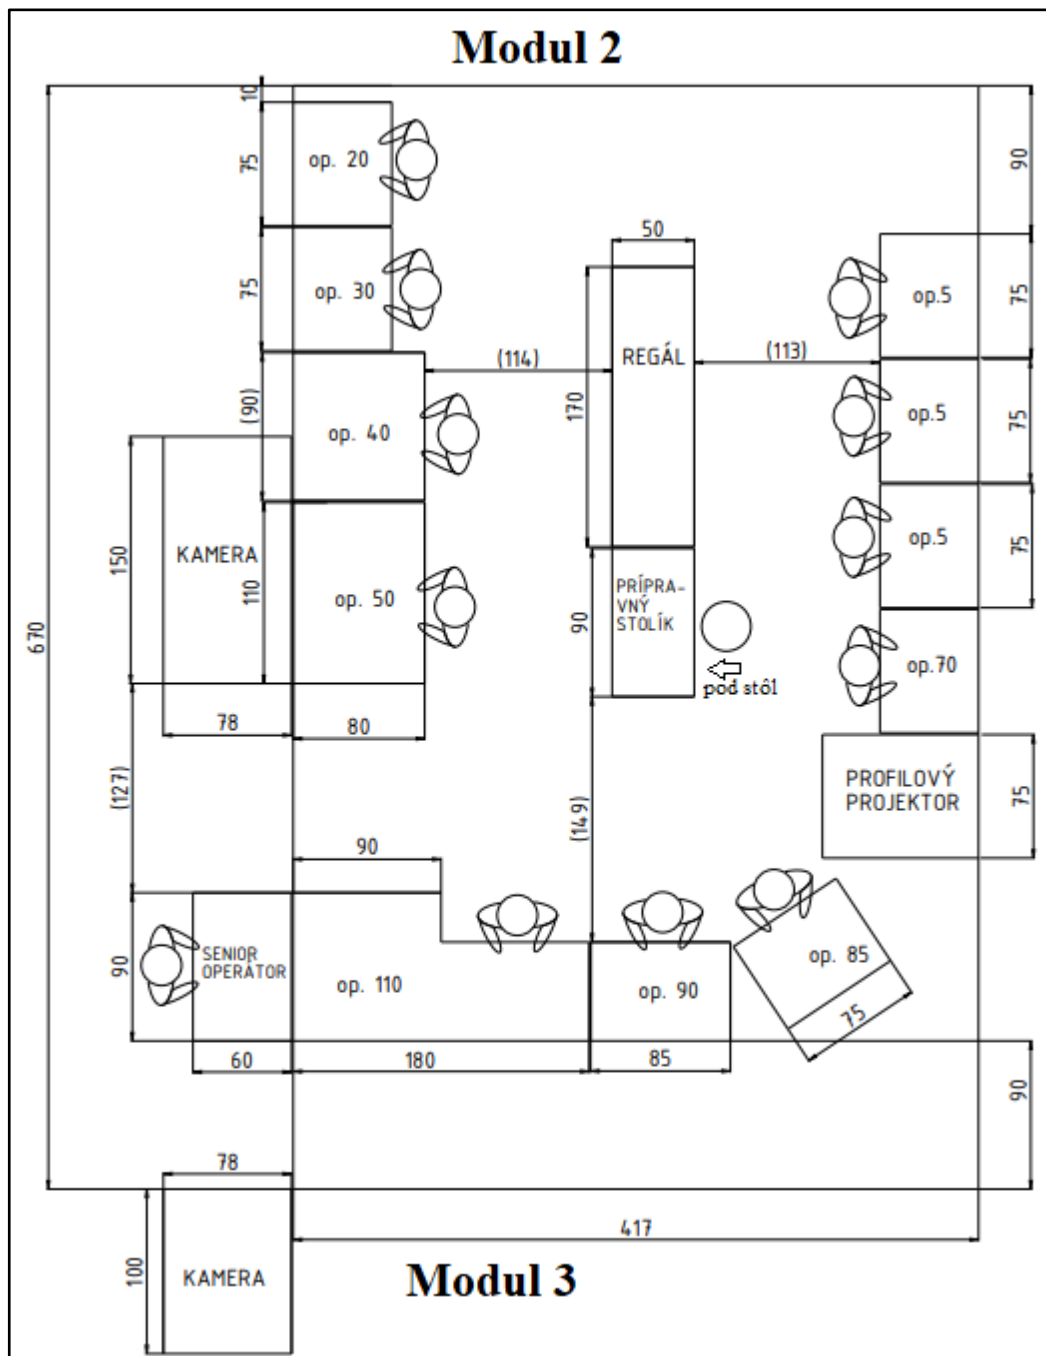 Modul 2
10
75
op. 20
90
50
75
op. 30
op.5
75
(114)
REGÁL
(113)
(90)
op. 40
170
op.5
75
150
KAMERA
110
op. 50
op.5
75
670
90
PRÍPRA-
VNÝ
STOLÍK
pod stôl
op.70
78
80
(127)
(149)
PROFILOVÝ
PROJEKTOR
75
90
90
SENIOR
OPERÁTOR
op. 110
op. 90
op. 85
75
60
180
85
90
78
417
100
KAMERA
Modul 3